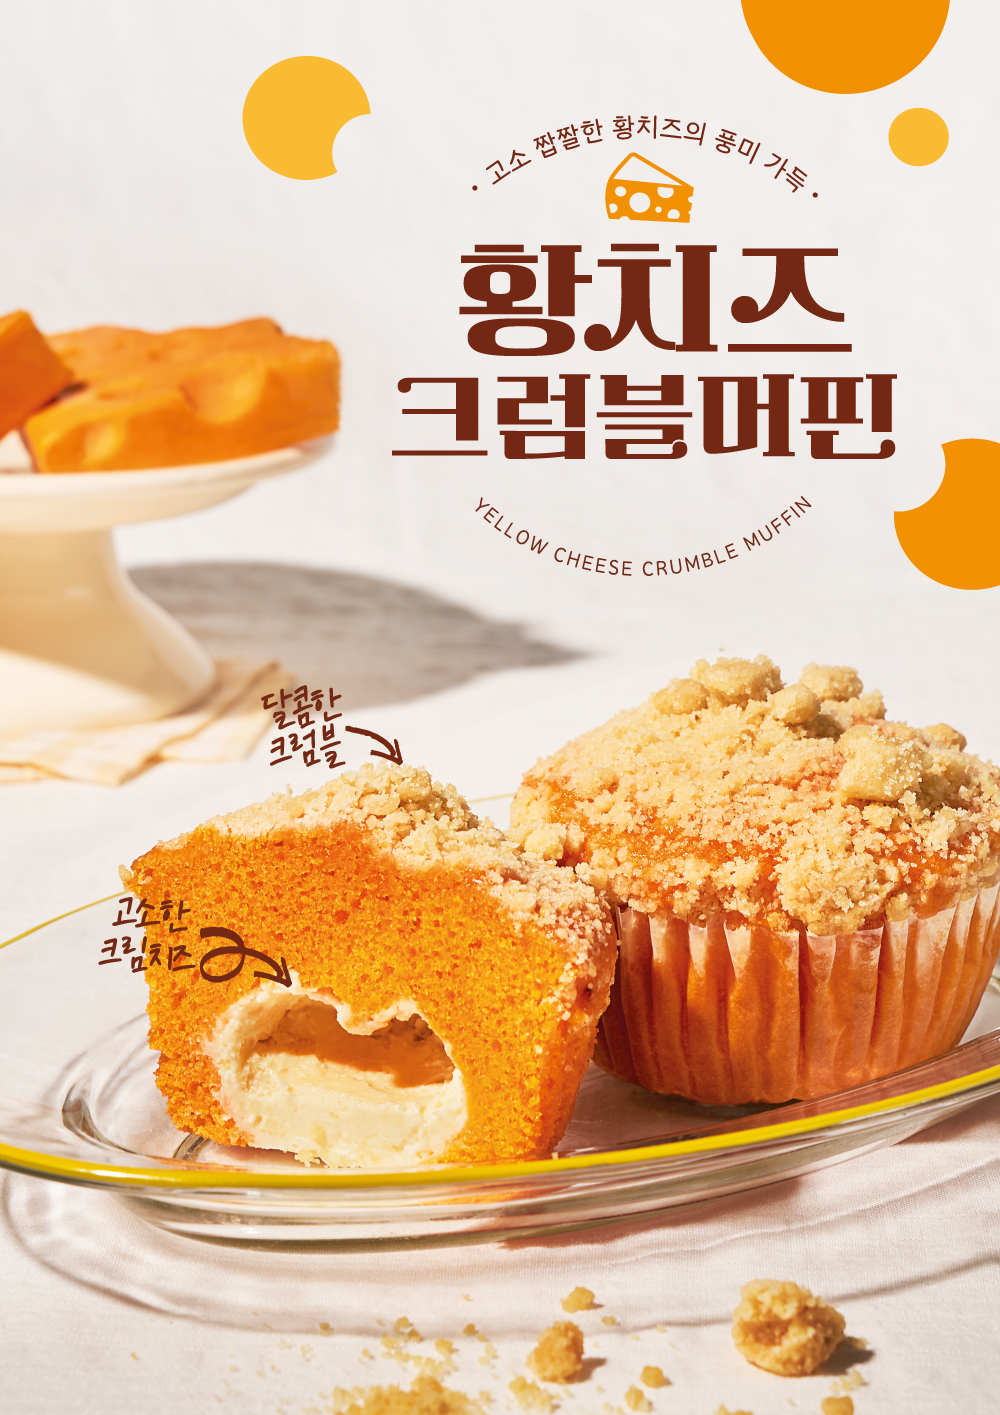 · 고소 짭짤한 황치즈의 풍미 가득 ·
황치즈
크럼블머핀
YELLOW CHEESE CRUMBLE MUFFIN
달콤한
크럼블
고소한
크림치즈